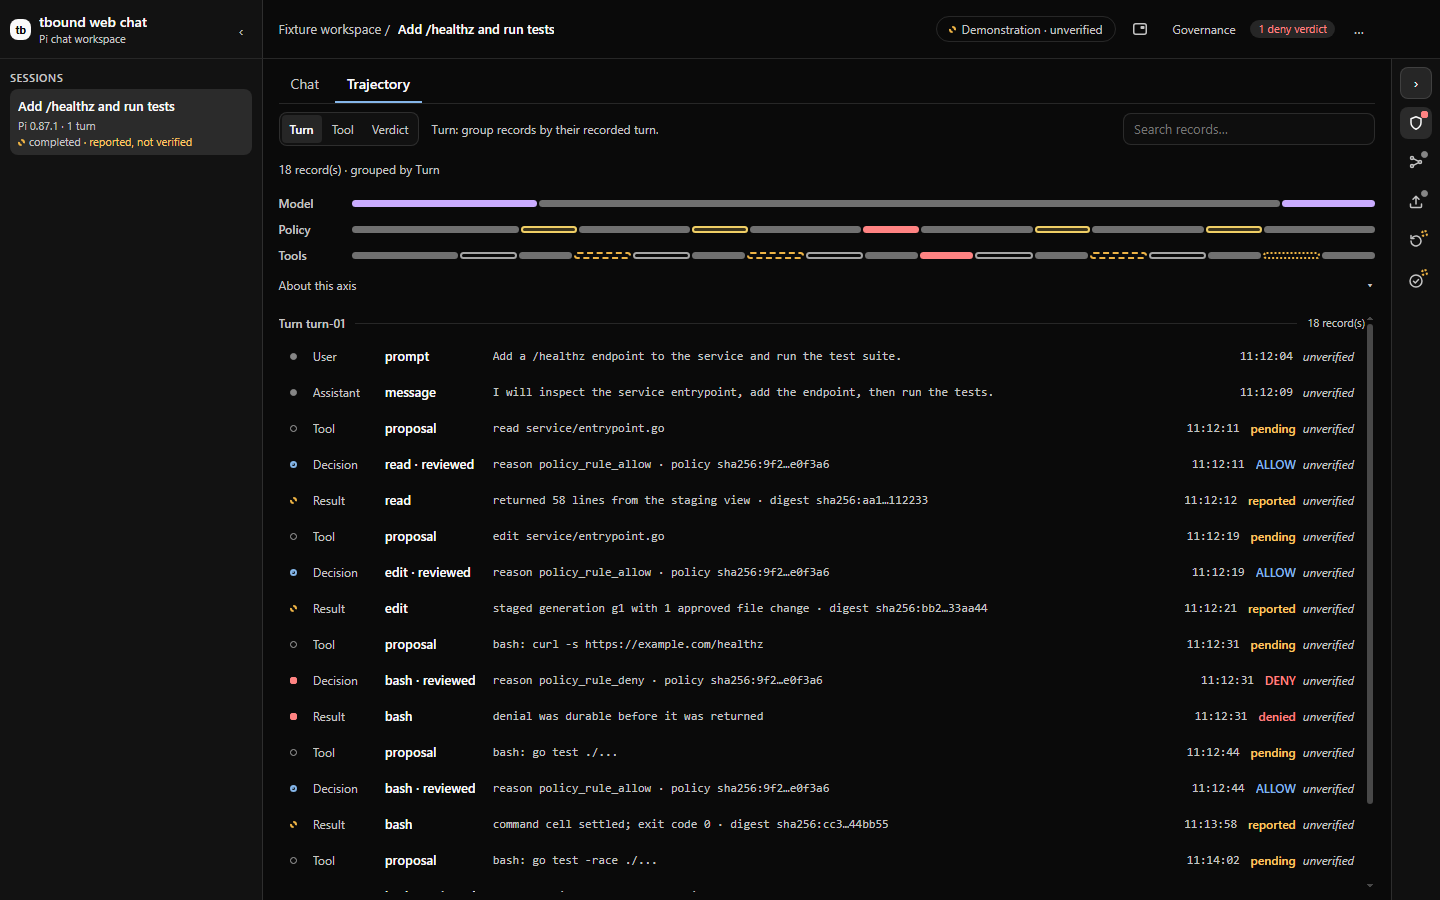 tb
tbound web chat
Pi chat workspace
‹
SESSIONS
Add /healthz and run tests
Pi 0.87.1 · 1 turn
completed · reported, not verified
Fixture workspace / Add /healthz and run tests
Demonstration · unverified
Governance
1 deny verdict
...
Chat
Trajectory
Turn
Tool
Verdict
Turn: group records by their recorded turn.
Search records...
18 record(s) · grouped by Turn
Model
Policy
Tools
About this axis
Turn turn-01
18 record(s)
User prompt Add a /healthz endpoint to the service and run the test suite. 11:12:04 unverified
Assistant message I will inspect the service entrypoint, add the endpoint, then run the tests. 11:12:09 unverified
Tool proposal read service/entrypoint.go 11:12:11 pending unverified
Decision read · reviewed reason policy_rule_allow · policy sha256:9f2…e0f3a6 11:12:11 ALLOW unverified
Result read returned 58 lines from the staging view · digest sha256:aa1…112233 11:12:12 reported unverified
Tool proposal edit service/entrypoint.go 11:12:19 pending unverified
Decision edit · reviewed reason policy_rule_allow · policy sha256:9f2…e0f3a6 11:12:19 ALLOW unverified
Result edit staged generation g1 with 1 approved file change · digest sha256:bb2…33aa44 11:12:21 reported unverified
Tool proposal bash: curl -s https://example.com/healthz 11:12:31 pending unverified
Decision bash · reviewed reason policy_rule_deny · policy sha256:9f2…e0f3a6 11:12:31 DENY unverified
Result bash denial was durable before it was returned 11:12:31 denied unverified
Tool proposal bash: go test ./... 11:12:44 pending unverified
Decision bash · reviewed reason policy_rule_allow · policy sha256:9f2…e0f3a6 11:12:44 ALLOW unverified
Result bash command cell settled; exit code 0 · digest sha256:cc3…44bb55 11:13:58 reported unverified
Tool proposal bash: go test -race ./... 11:14:02 pending unverified